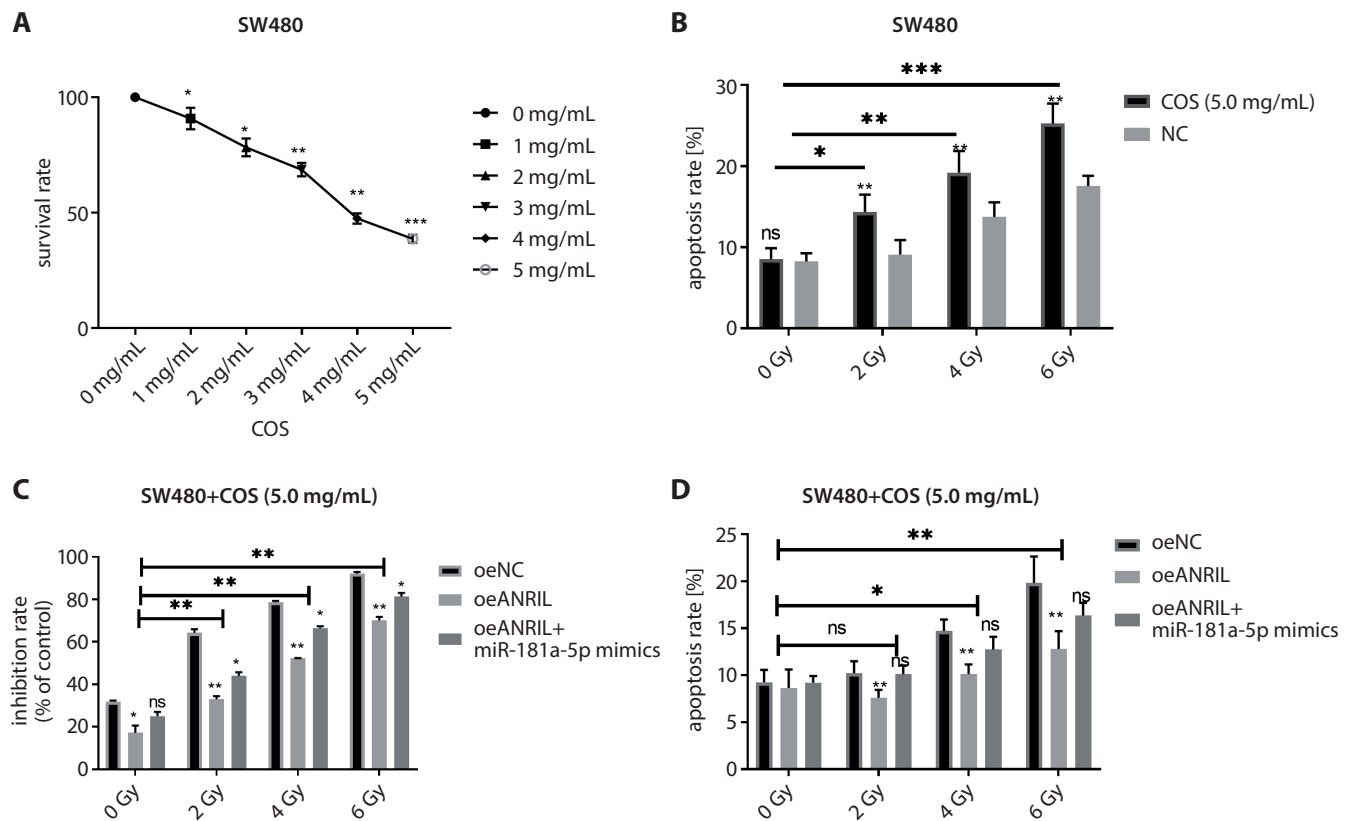 A
SW480
100
50
0
survival rate
*
*
**
**
***
0 mg/mL
1 mg/mL
2 mg/mL
3 mg/mL
4 mg/mL
5 mg/mL
COS
0 mg/mL
1 mg/mL
2 mg/mL
3 mg/mL
4 mg/mL
5 mg/mL
B
SW480
30
20
10
0
apoptosis rate [%]
***
**
*
ns
**
**
**
0 Gy
2 Gy
4 Gy
6 Gy
COS (5.0 mg/mL)
NC
C
SW480+COS (5.0 mg/mL)
100
80
60
40
20
0
inhibition rate
(% of control)
**
**
**
*
ns
**
*
**
*
**
*
0 Gy
2 Gy
4 Gy
6 Gy
oeNC
oeANRIL
oeANRIL+
miR-181a-5p mimics
D
SW480+COS (5.0 mg/mL)
25
20
15
10
5
0
apoptosis rate [%]
**
*
ns
**
ns
**
ns
**
ns
0 Gy
2 Gy
4 Gy
6 Gy
oeNC
oeANRIL
oeANRIL+
miR-181a-5p mimics